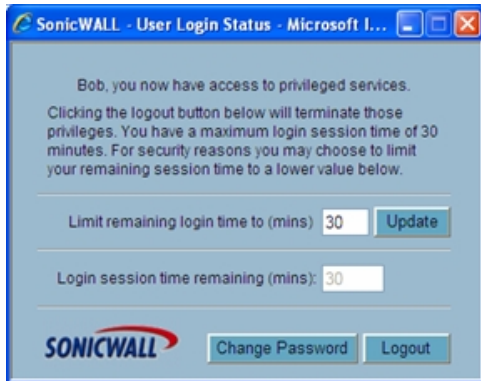 SonicWALL - User Login Status - Microsoft I...
Bob, you now have access to privileged services.
Clicking the logout button below will terminate those
privileges. You have a maximum login session time of 30
minutes. For security reasons you may choose to limit
your remaining session time to a lower value below.
Limit remaining login time to (mins) 30 Update
Login session time remaining (mins): 30
SONICWALL Change Password Logout